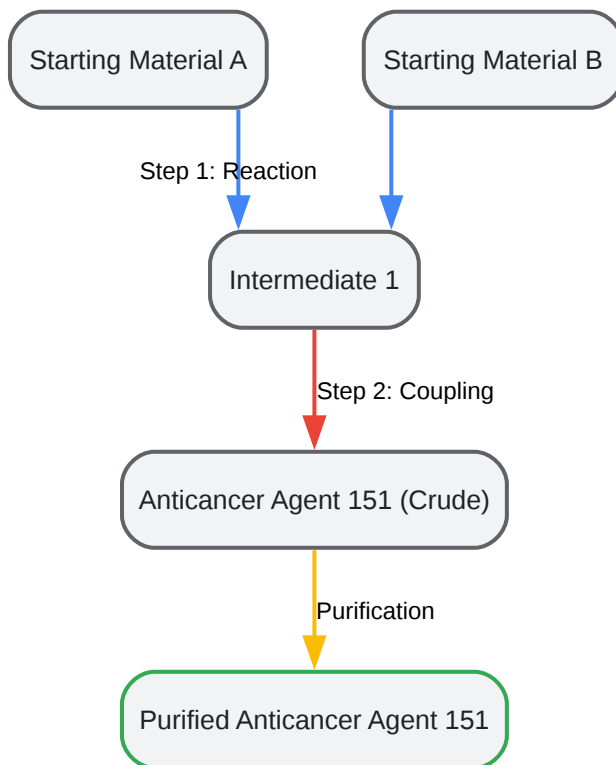 Starting Material A
Starting Material B
Step 1: Reaction
Intermediate 1
Step 2: Coupling
Anticancer Agent 151 (Crude)
Purification
Purified Anticancer Agent 151